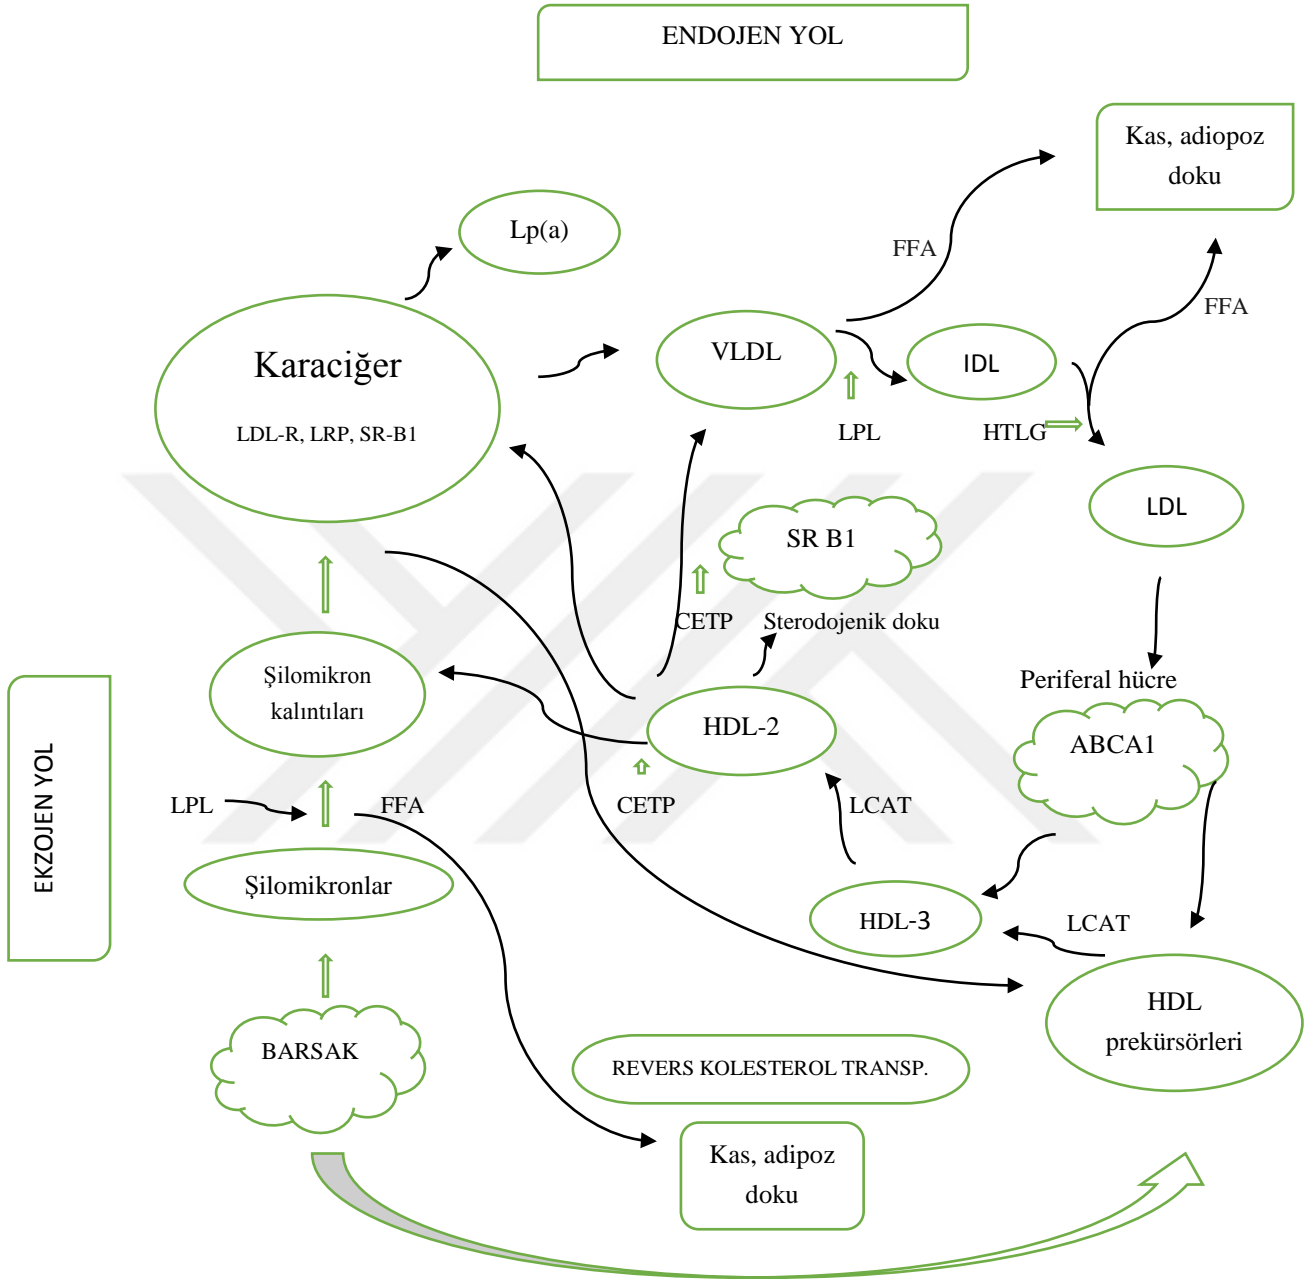 ENDOJEN YOL
Kas, adiopoz
doku
Lp(a)
FFA
FFA
Karaciğer
LDL-R, LRP, SR-B1
VLDL
IDL
LPL
HTLG
LDL
SR B1
CETP
Sterodojenik doku
Şilomikron
kalıntıları
Periferal hücre
ABCA1
HDL-2
EKZOJEN YOL
LPL
FFA
CETP
LCAT
Şilomikronlar
HDL-3
LCAT
HDL
prekürsörleri
BARSAK
REVERS KOLESTEROL TRANSP.
Kas, adipoz
doku